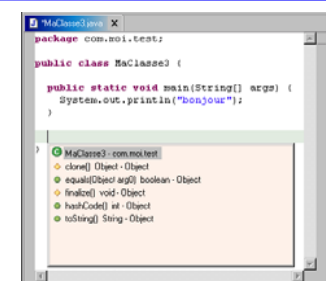 *MaClasse3.java X
package com.moi.test;
public class MaClasse3 {
public static void main(String[] args) {
System.out.println("bonjour");
}
}
MaClasse3 - com.moi.test
clone() Object - Object
equals(Object arg0) boolean - Object
finalize() void - Object
hashCode() int - Object
toString() String - Object